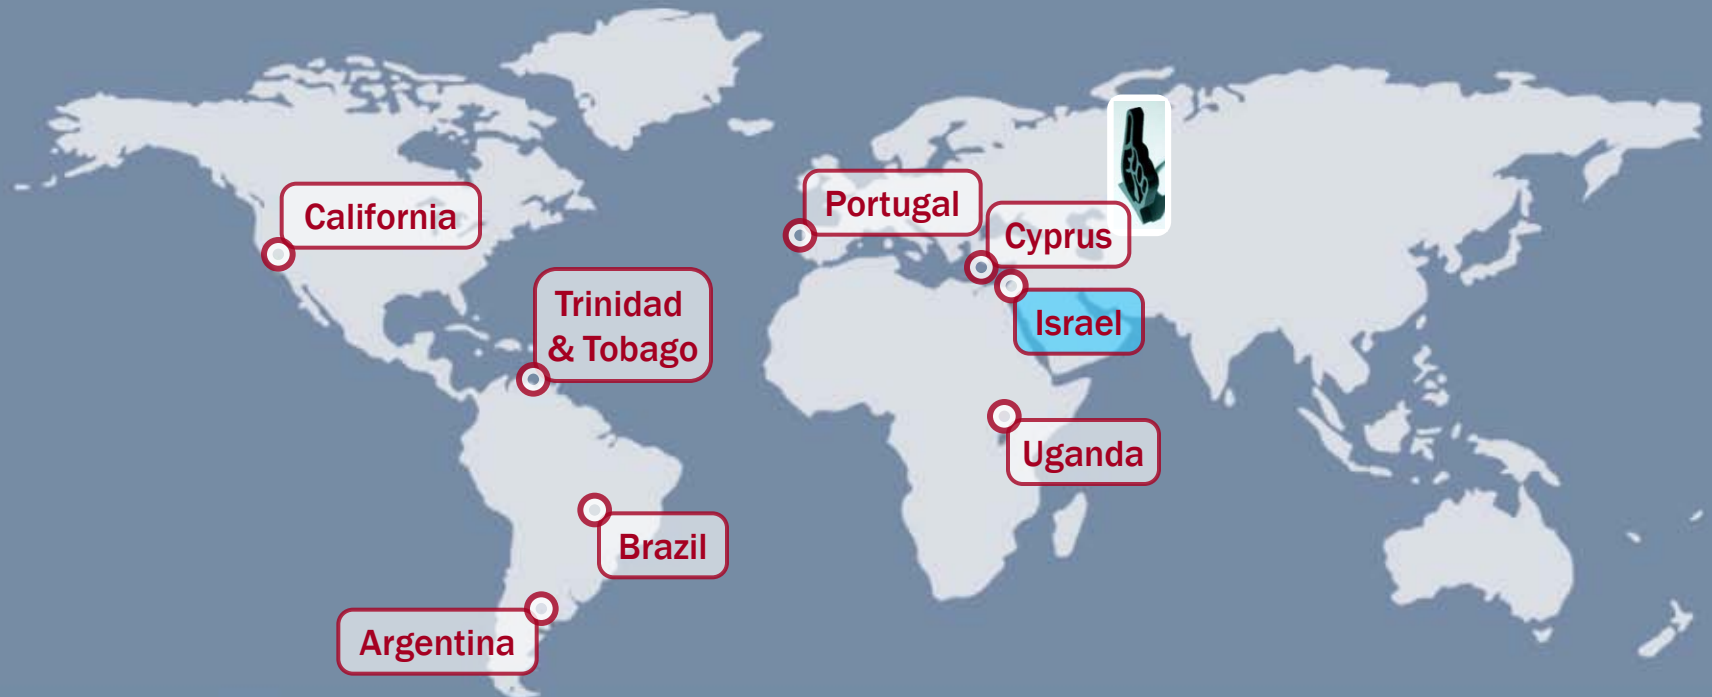 California
Portugal
Cyprus
Trinidad
& Tobago
Israel
Uganda
Brazil
Argentina